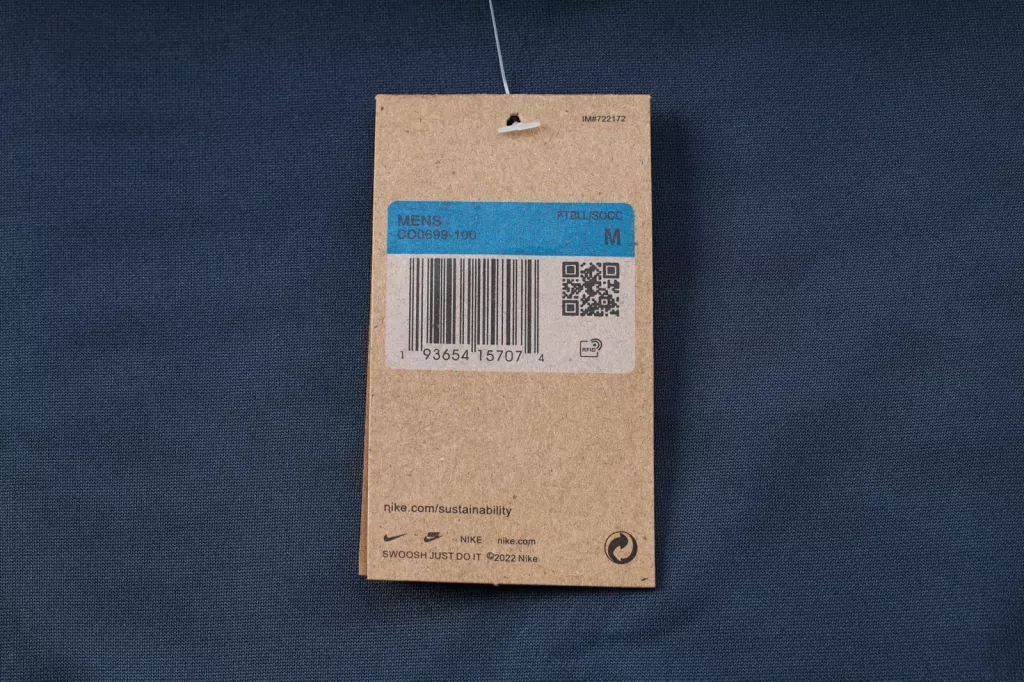 IM#722172
MENS FTBLL/SOCC
CD0699-100 M
1 93654 15707 4
RFID
nike.com/sustainability
NIKE nike.com
SWOOSH JUST DO IT ©2022 Nike